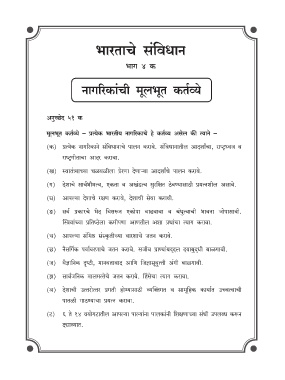 भारताचे संविधान
भाग ४ क
नागरिकांची मूलभूत कर्तव्ये
अनुच्छेद ५१ क
मूलभूत कर्तव्ये - प्रत्येक भारतीय नागरिकाचे हे कर्तव्य असेल की त्याने -
(क) प्रत्येक नागरिकाने संविधानाचे पालन करावे. संविधानातील आदर्शांचा, राष्ट्रध्वज व
राष्ट्रगीताचा आदर करावा.
(ख) स्वातंत्र्याच्या चळवळीला प्रेरणा देणाऱ्या आदर्शांचे पालन करावे.
(ग) देशाचे सार्वभौमत्व, एकता व अखंडत्व सुरक्षित ठेवण्यासाठी प्रयत्नशील असावे.
(घ) आपल्या देशाचे रक्षण करावे, देशाची सेवा करावी.
(ङ) सर्व प्रकारचे भेद विसरून एकोपा वाढवावा व बंधुत्वाची भावना जोपासावी.
स्त्रियांच्या प्रतिष्ठेला कमीपणा आणतील अशा प्रथांचा त्याग करावा.
(च) आपल्या संमिश्र संस्कृतीच्या वारशाचे जतन करावे.
(छ) नैसर्गिक पर्यावरणाचे जतन करावे. सजीव प्राण्यांबद्दल दयाबुद्धी बाळगावी.
(ज) वैज्ञानिक दृष्टी, मानवतावाद आणि जिज्ञासूवृत्ती अंगी बाळगावी.
(झ) सार्वजनिक मालमत्तेचे जतन करावे. हिंसेचा त्याग करावा.
(ञ) देशाची उत्तरोत्तर प्रगती होण्यासाठी व्यक्तिगत व सामूहिक कार्यात उच्चत्वाची
पातळी गाठण्याचा प्रयत्न करावा.
(ट) ६ ते १४ वयोगटातील आपल्या पाल्यांना पालकांनी शिक्षणाच्या संधी उपलब्ध करून
द्याव्यात.